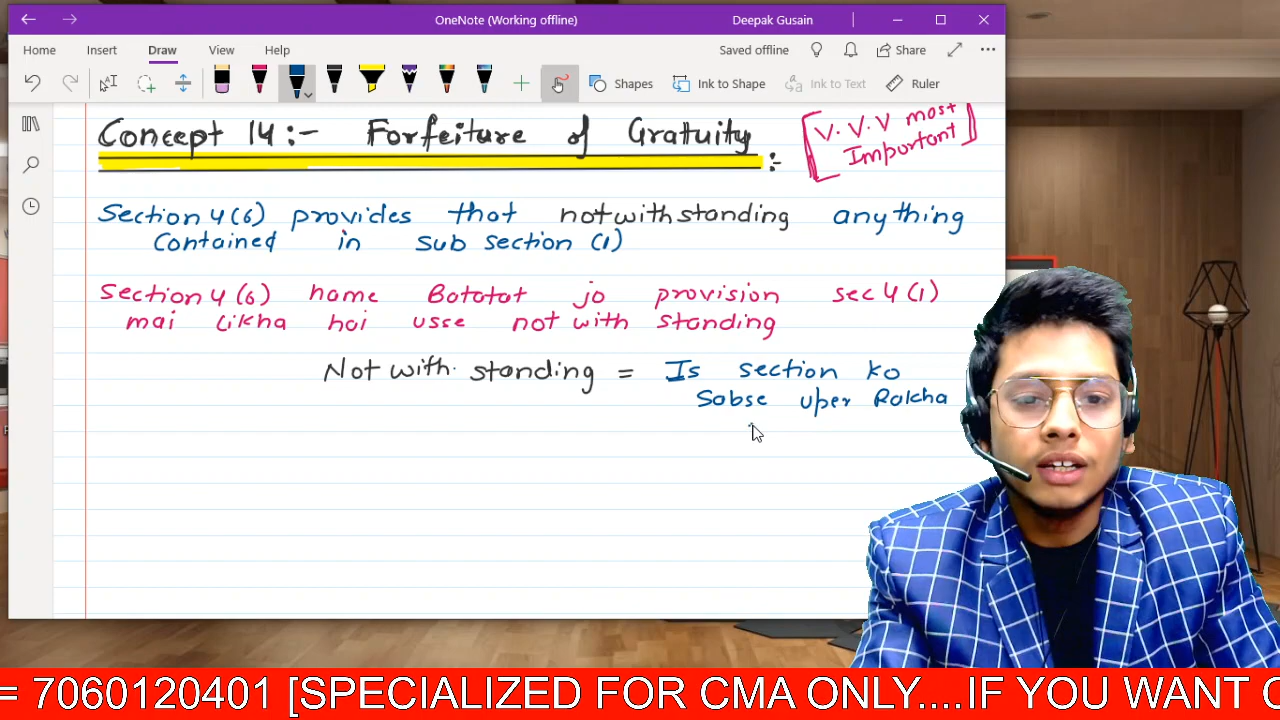 OneNote (Working offline)
Deepak Gusain
Home Insert Draw View Help
Saved offline
Share
Shapes
Ink to Shape
Ink to Text
Ruler
Concept 14:- Forfeiture of Gratuity :-
[V.V.V most
Important]
Section 4(6) provides that notwithstanding anything
Contained in sub section (1)
Section 4(6) hame Batatat jo provision sec 4(1)
mai likha hai usse not with standing
Not with standing = Is section ko
Sabse uper Rakha
= 7060120401 [SPECIALIZED FOR CMA ONLY....IF YOU WANT